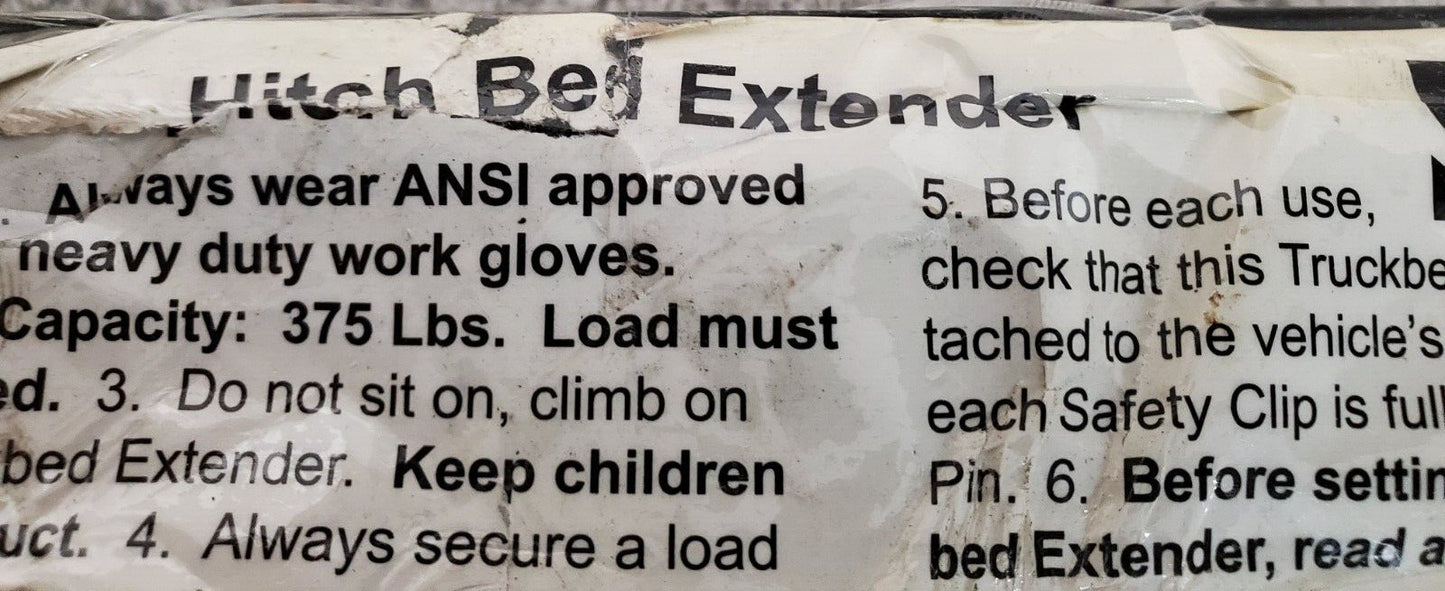 Hitch Bed Extender
Always wear ANSI approved
heavy duty work gloves.
Capacity: 375 Lbs. Load must
ed. 3. Do not sit on, climb on
bed Extender. Keep children
uct. 4. Always secure a load
5. Before each use,
check that this Truckbe
tached to the vehicle's
each Safety Clip is full
Pin. 6. Before settin
bed Extender, read a